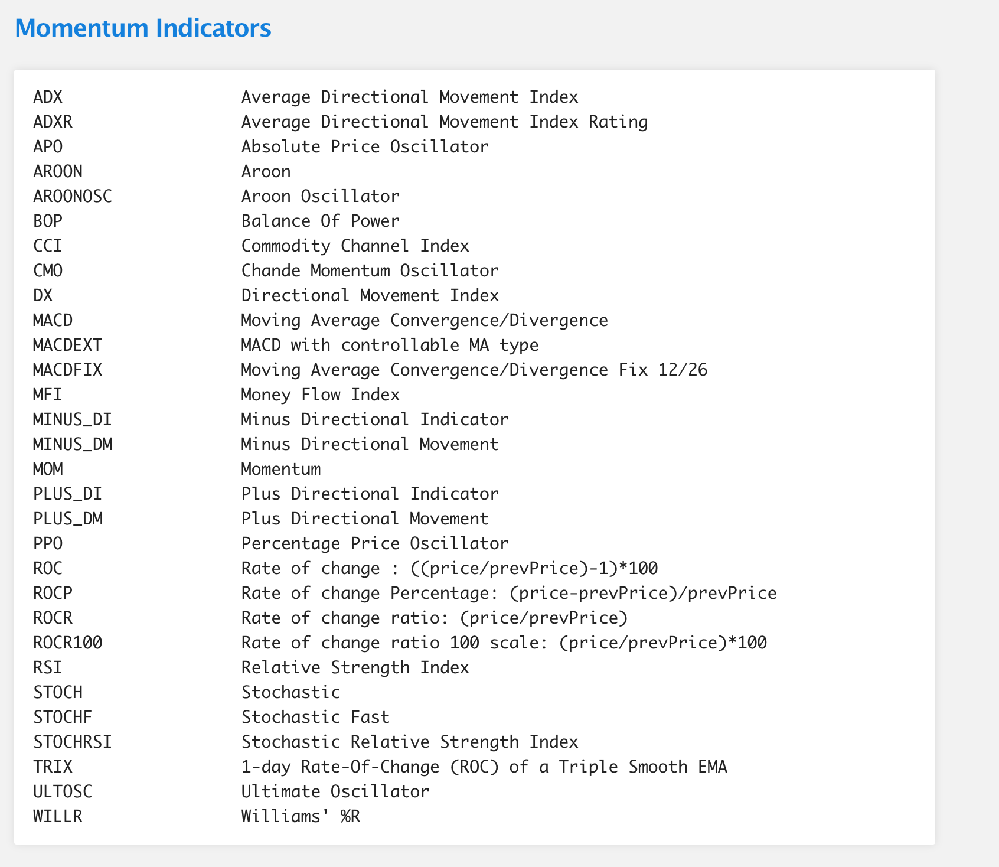 Momentum Indicators
ADX Average Directional Movement Index
ADXR Average Directional Movement Index Rating
APO Absolute Price Oscillator
AROON Aroon
AROONOSC Aroon Oscillator
BOP Balance Of Power
CCI Commodity Channel Index
CMO Chande Momentum Oscillator
DX Directional Movement Index
MACD Moving Average Convergence/Divergence
MACDEXT MACD with controllable MA type
MACDFIX Moving Average Convergence/Divergence Fix 12/26
MFI Money Flow Index
MINUS_DI Minus Directional Indicator
MINUS_DM Minus Directional Movement
MOM Momentum
PLUS_DI Plus Directional Indicator
PLUS_DM Plus Directional Movement
PPO Percentage Price Oscillator
ROC Rate of change : ((price/prevPrice)-1)*100
ROCP Rate of change Percentage: (price-prevPrice)/prevPrice
ROCR Rate of change ratio: (price/prevPrice)
ROCR100 Rate of change ratio 100 scale: (price/prevPrice)*100
RSI Relative Strength Index
STOCH Stochastic
STOCHF Stochastic Fast
STOCHRSI Stochastic Relative Strength Index
TRIX 1-day Rate-Of-Change (ROC) of a Triple Smooth EMA
ULTOSC Ultimate Oscillator
WILLR Williams' %R